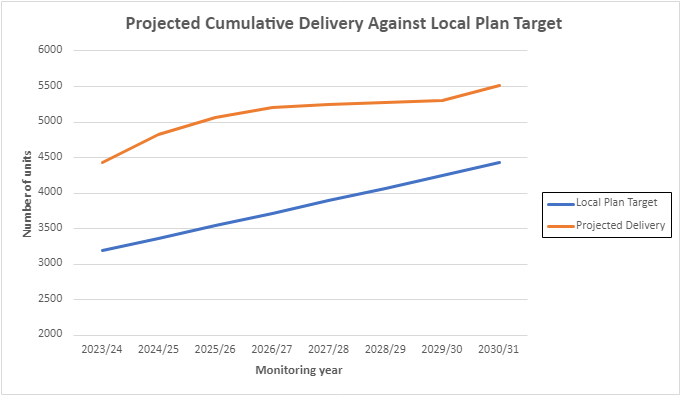 Projected Cumulative Delivery Against Local Plan Target
6000
5500
5000
4500
4000
3500
3000
2500
2000
Number of units
2023/24 2024/25 2025/26 2026/27 2027/28 2028/29 2029/30 2030/31
Monitoring year
Local Plan Target
Projected Delivery